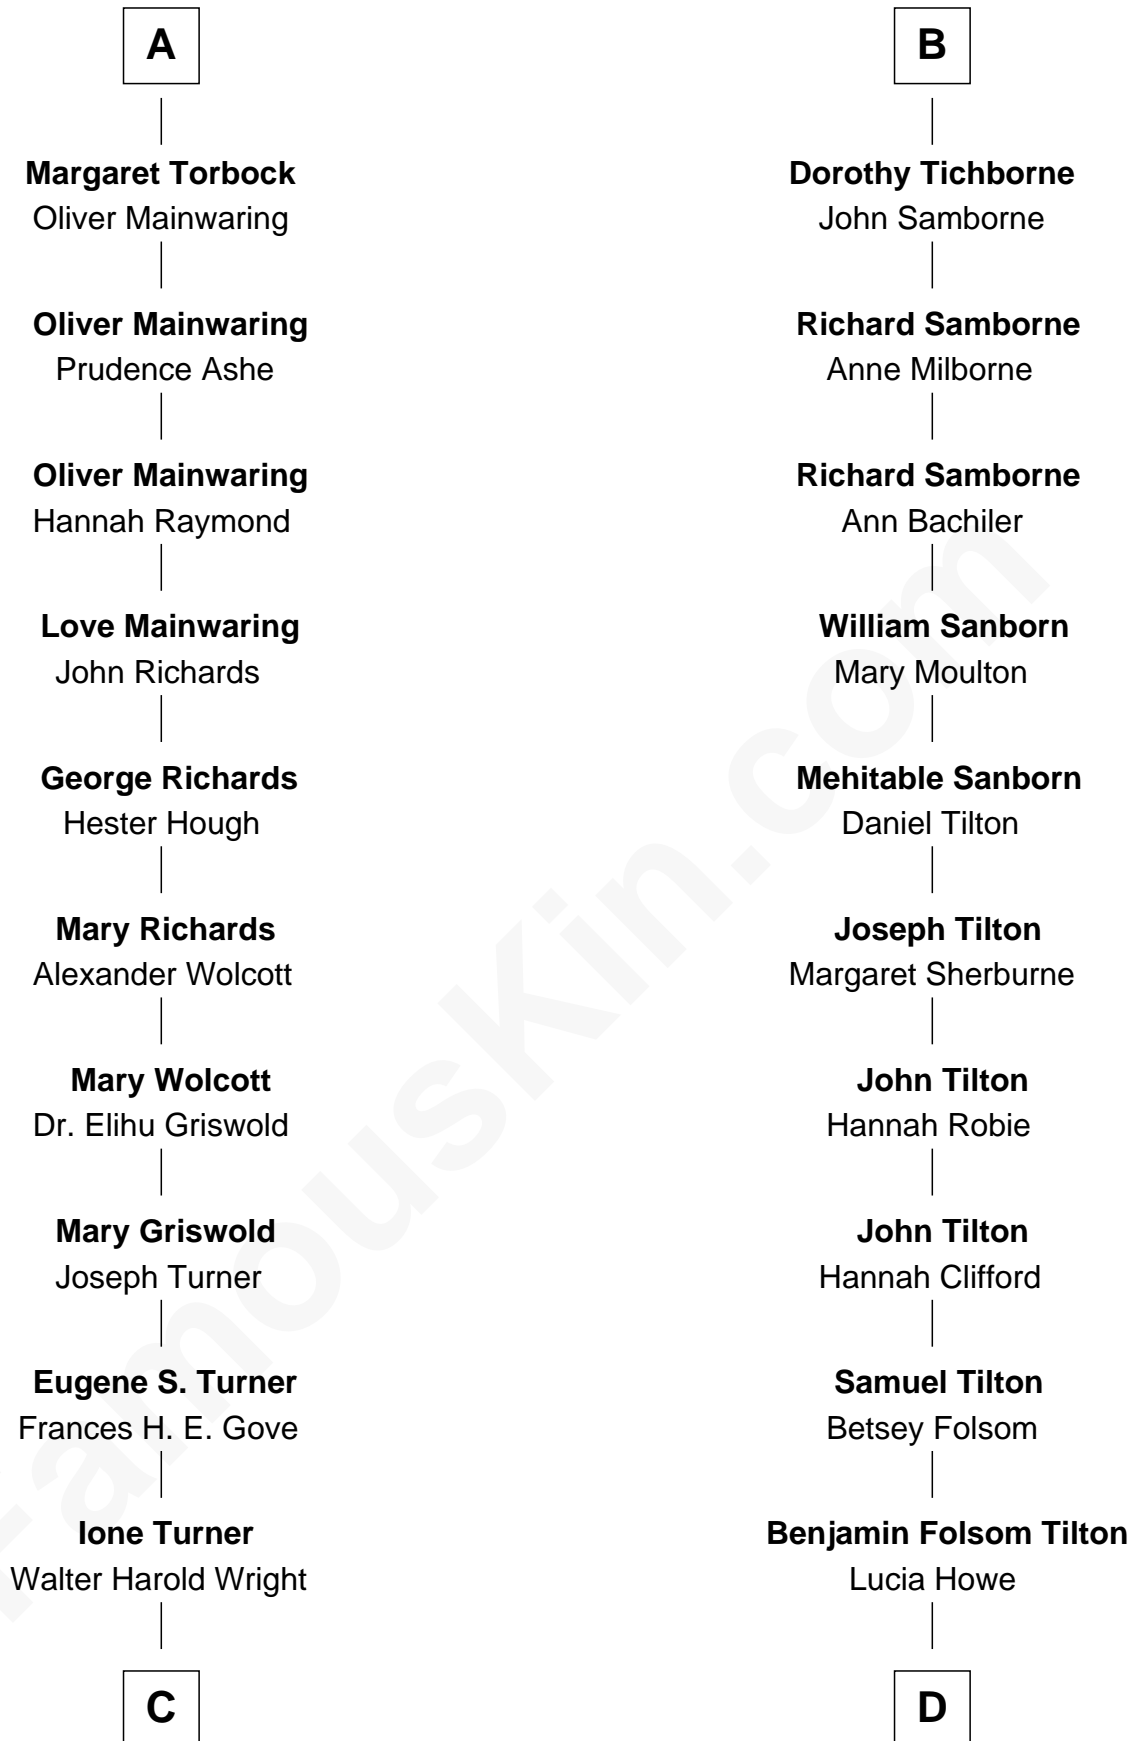 A
Margaret Torbock
Oliver Mainwaring
Oliver Mainwaring
Prudence Ashe
Oliver Mainwaring
Hannah Raymond
Love Mainwaring
John Richards
George Richards
Hester Hough
Mary Richards
Alexander Wolcott
Mary Wolcott
Dr. Elihu Griswold
Mary Griswold
Joseph Turner
Eugene S. Turner
Frances H. E. Gove
Ione Turner
Walter Harold Wright
C
B
Dorothy Tichborne
John Samborne
Richard Samborne
Anne Milborne
Richard Samborne
Ann Bachiler
William Sanborn
Mary Moulton
Mehitable Sanborn
Daniel Tilton
Joseph Tilton
Margaret Sherburne
John Tilton
Hannah Robie
John Tilton
Hannah Clifford
Samuel Tilton
Betsey Folsom
Benjamin Folsom Tilton
Lucia Howe
D
FamousKin.com